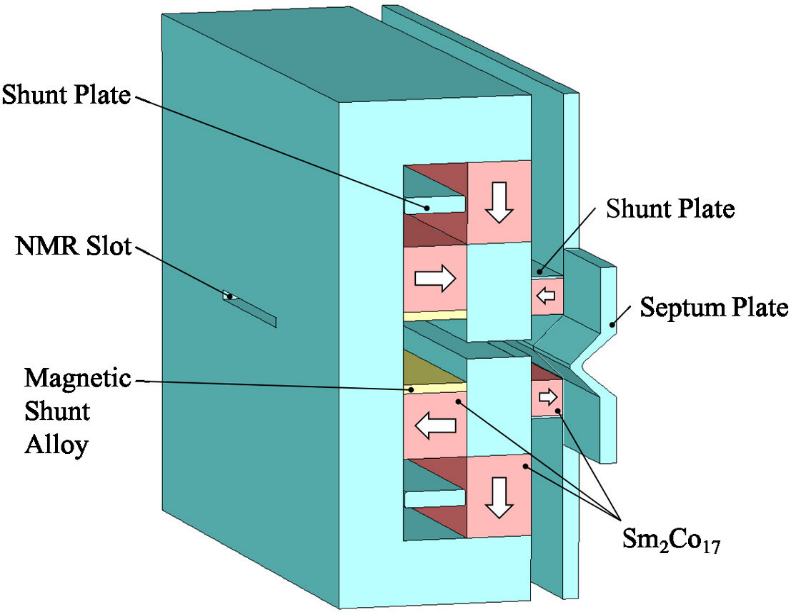 Shunt Plate
Shunt Plate
NMR Slot
Septum Plate
Magnetic
Shunt
Alloy
Sm₂Co₁₇